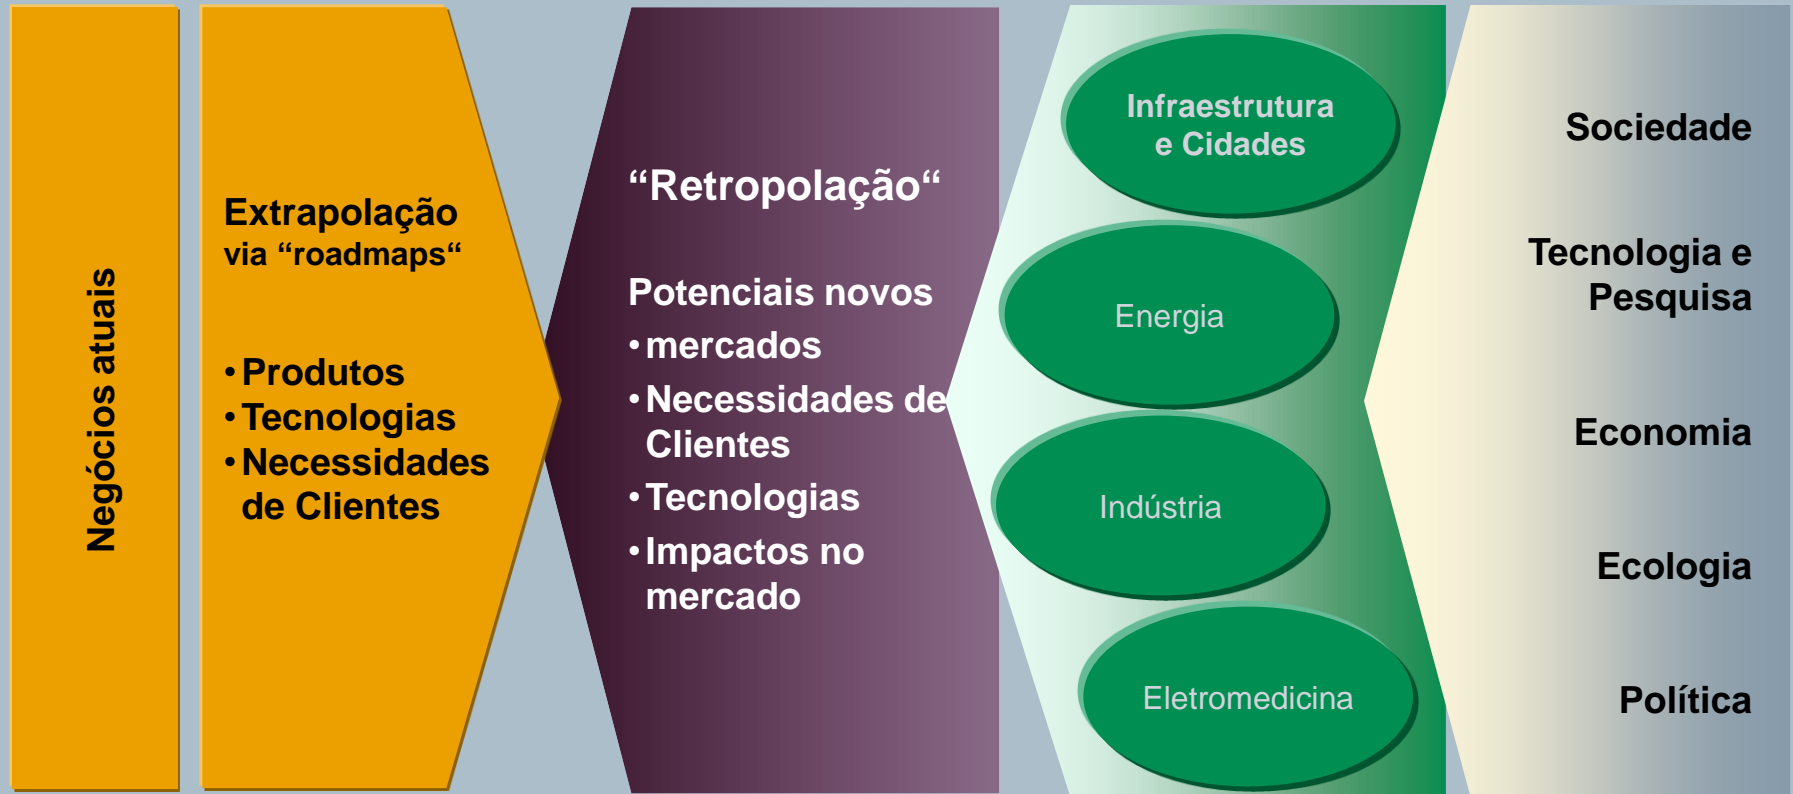 Negócios atuais
Extrapolação
via “roadmaps“
• Produtos
• Tecnologias
• Necessidades
de Clientes
“Retropolação“
Potenciais novos
• mercados
• Necessidades de
Clientes
• Tecnologias
• Impactos no
mercado
Infraestrutura
e Cidades
Energia
Indústria
Eletromedicina
Sociedade
Tecnologia e
Pesquisa
Economia
Ecologia
Política